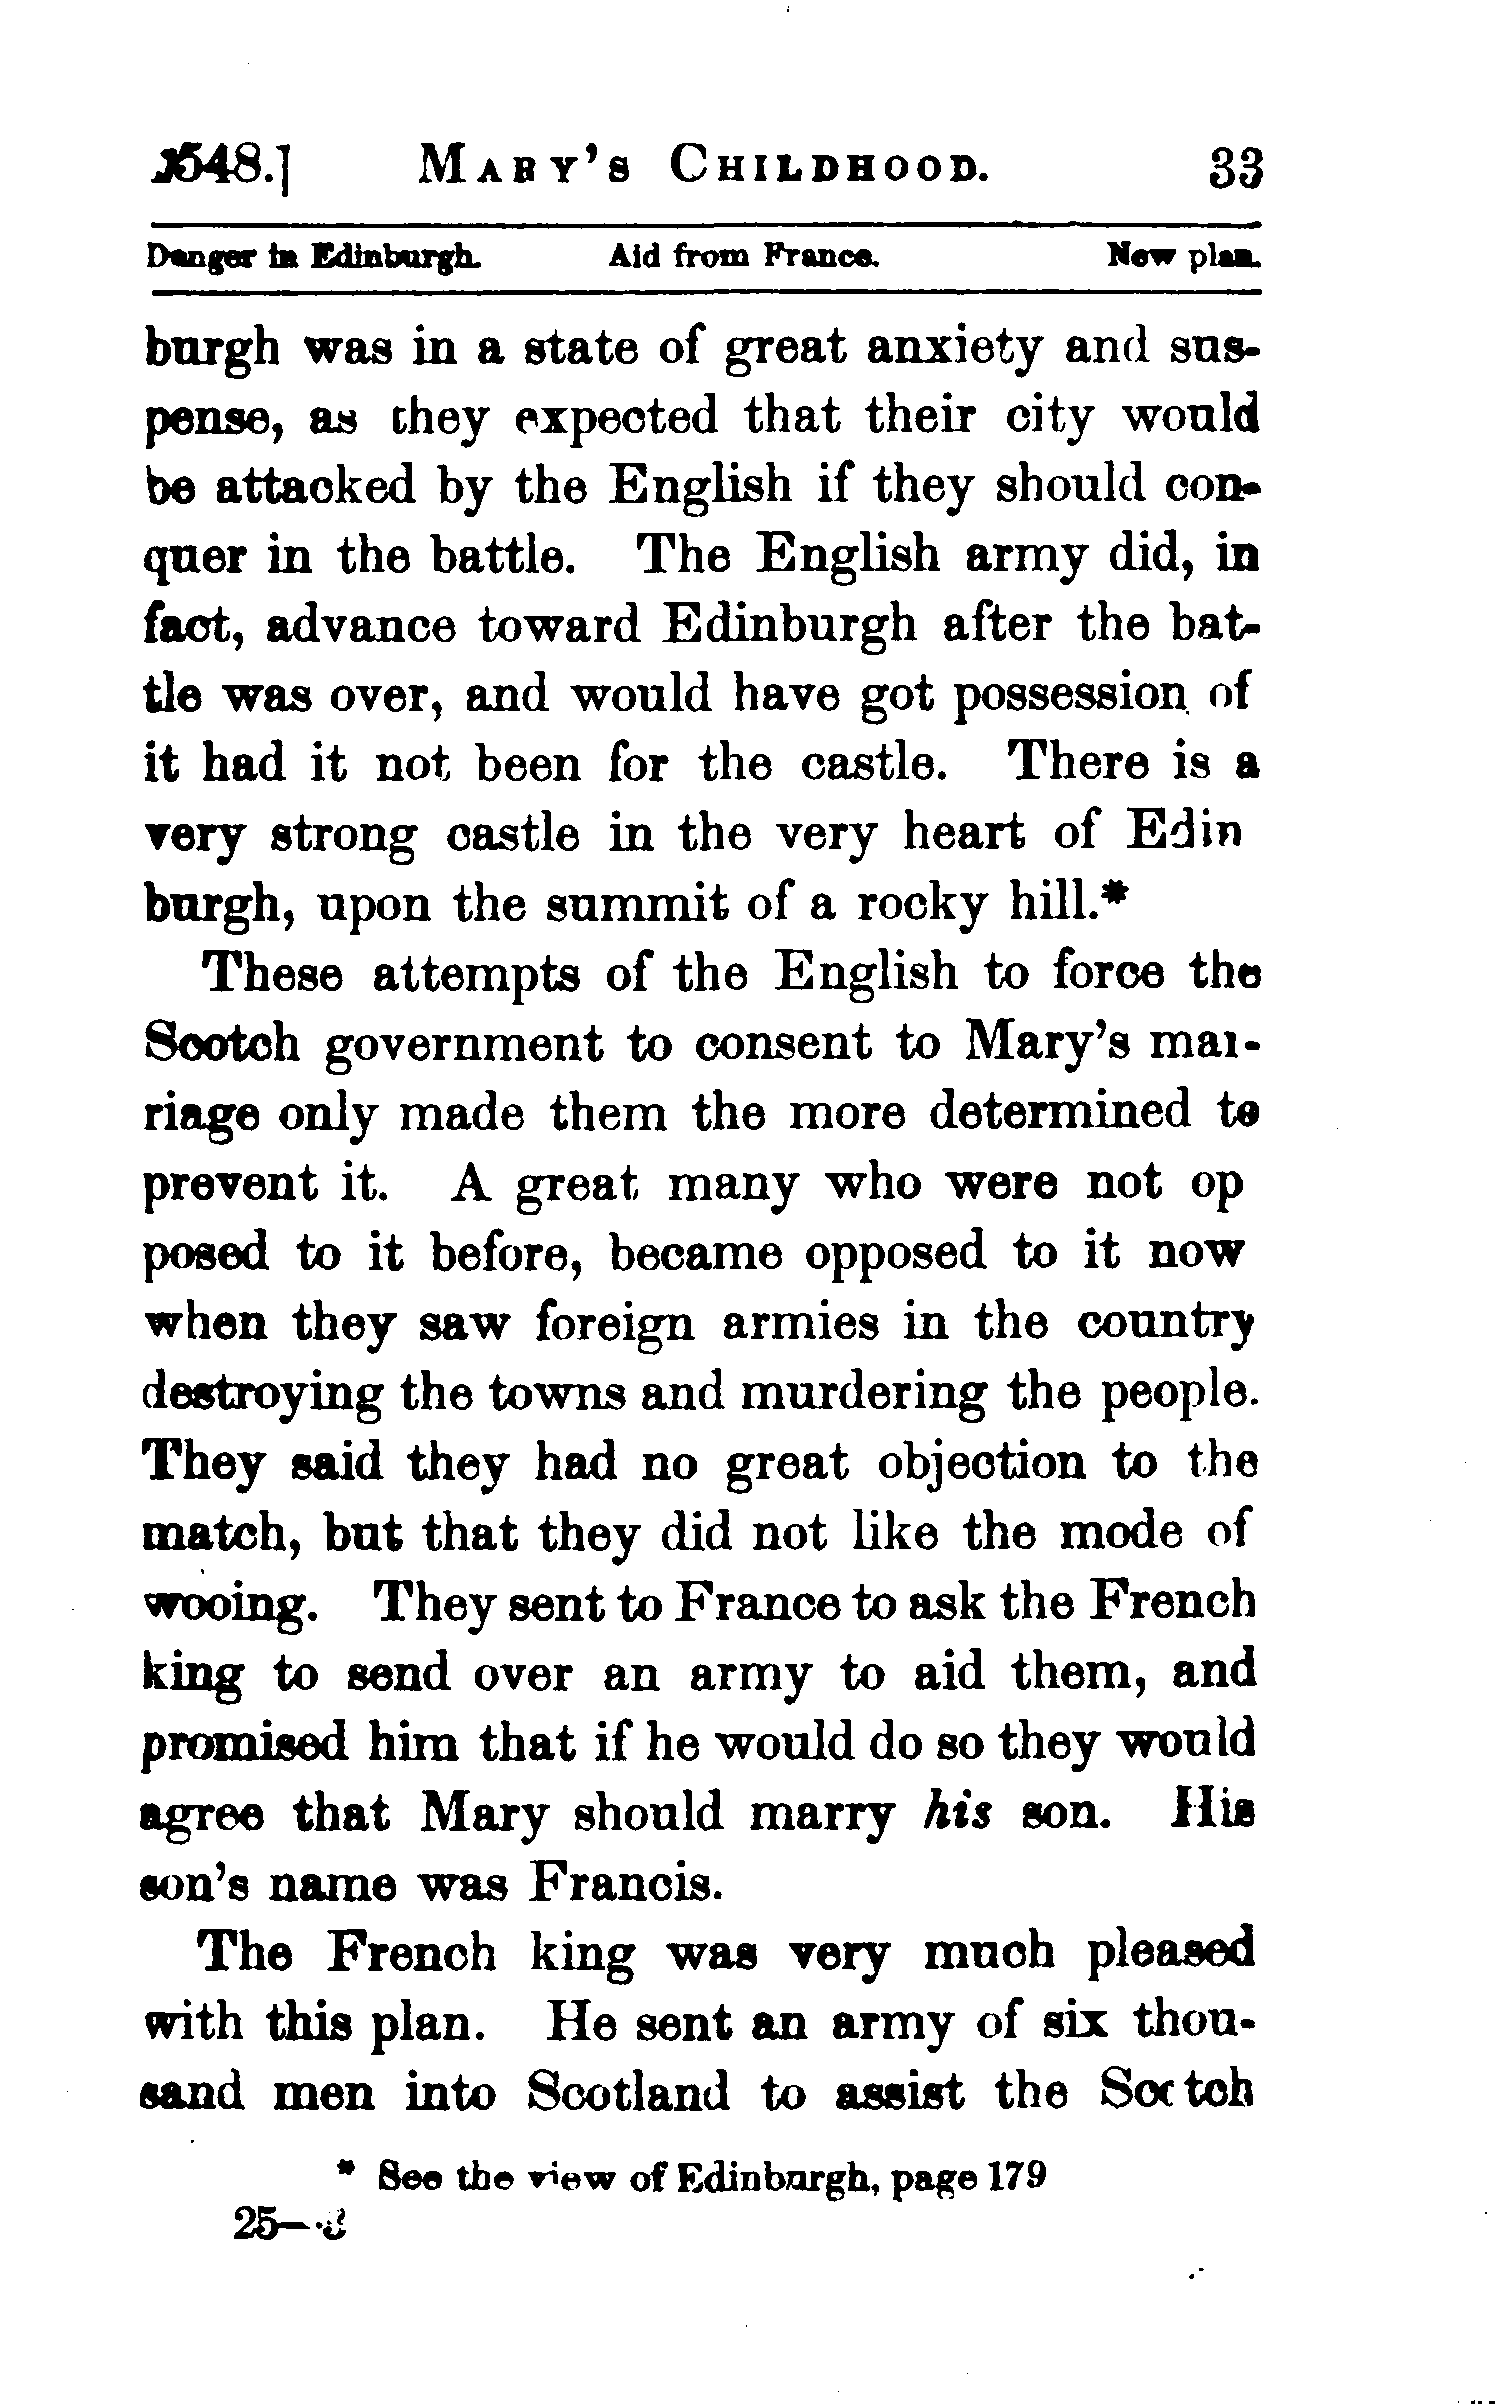 1548.] Mary's Childhood. 33
Danger in Edinburgh. Aid from France. New plan.
burgh was in a state of great anxiety and sus-
pense, as they expected that their city would
be attacked by the English if they should con-
quer in the battle. The English army did, in
fact, advance toward Edinburgh after the bat-
tle was over, and would have got possession of
it had it not been for the castle. There is a
very strong castle in the very heart of Edin
burgh, upon the summit of a rocky hill.*
These attempts of the English to force the
Scotch government to consent to Mary's mar-
riage only made them the more determined to
prevent it. A great many who were not op
posed to it before, became opposed to it now
when they saw foreign armies in the country
destroying the towns and murdering the people.
They said they had no great objection to the
match, but that they did not like the mode of
wooing. They sent to France to ask the French
king to send over an army to aid them, and
promised him that if he would do so they would
agree that Mary should marry his son. His
son's name was Francis.
The French king was very much pleased
with this plan. He sent an army of six thou-
sand men into Scotland to assist the Scotch
* See the view of Edinburgh, page 179
25—3